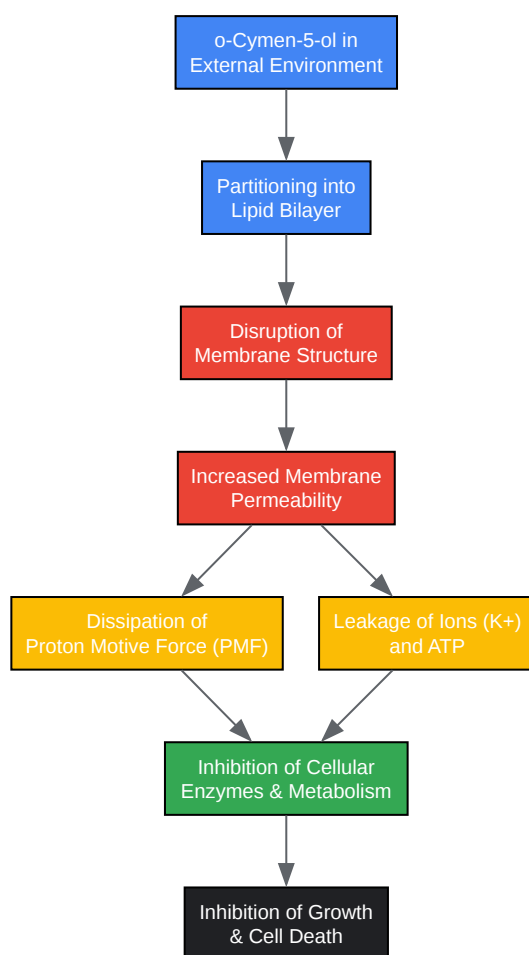 o-Cymen-5-ol in
External Environment
Partitioning into
Lipid Bilayer
Disruption of
Membrane Structure
Increased Membrane
Permeability
Dissipation of
Proton Motive Force (PMF)
Leakage of Ions (K+)
and ATP
Inhibition of Cellular
Enzymes & Metabolism
Inhibition of Growth
& Cell Death